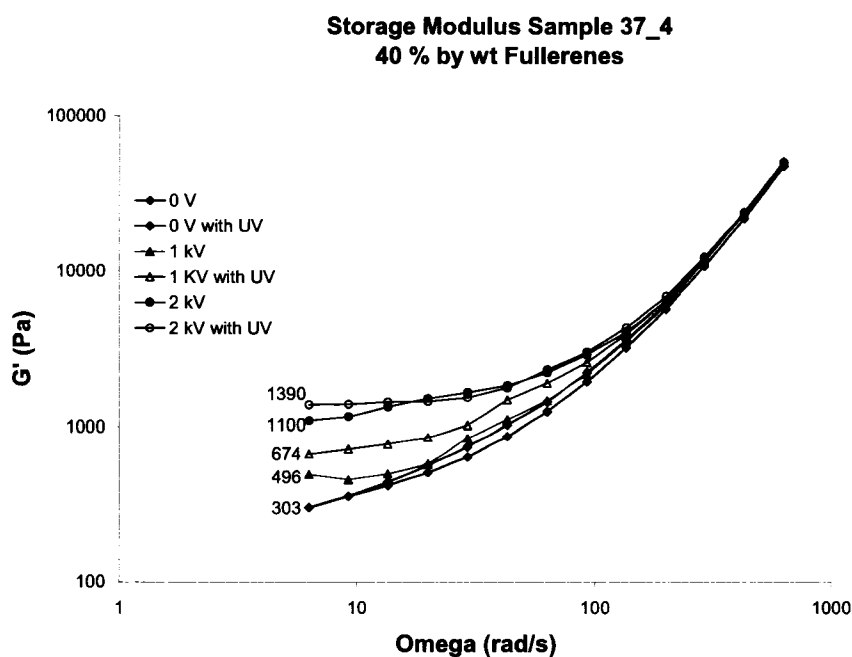 Storage Modulus Sample 37_4
40 % by wt Fullerenes
100000
10000
1000
100
G' (Pa)
0 V
0 V with UV
1 kV
1 KV with UV
2 kV
2 kV with UV
1390
1100
674
496
303
1
10
100
1000
Omega (rad/s)